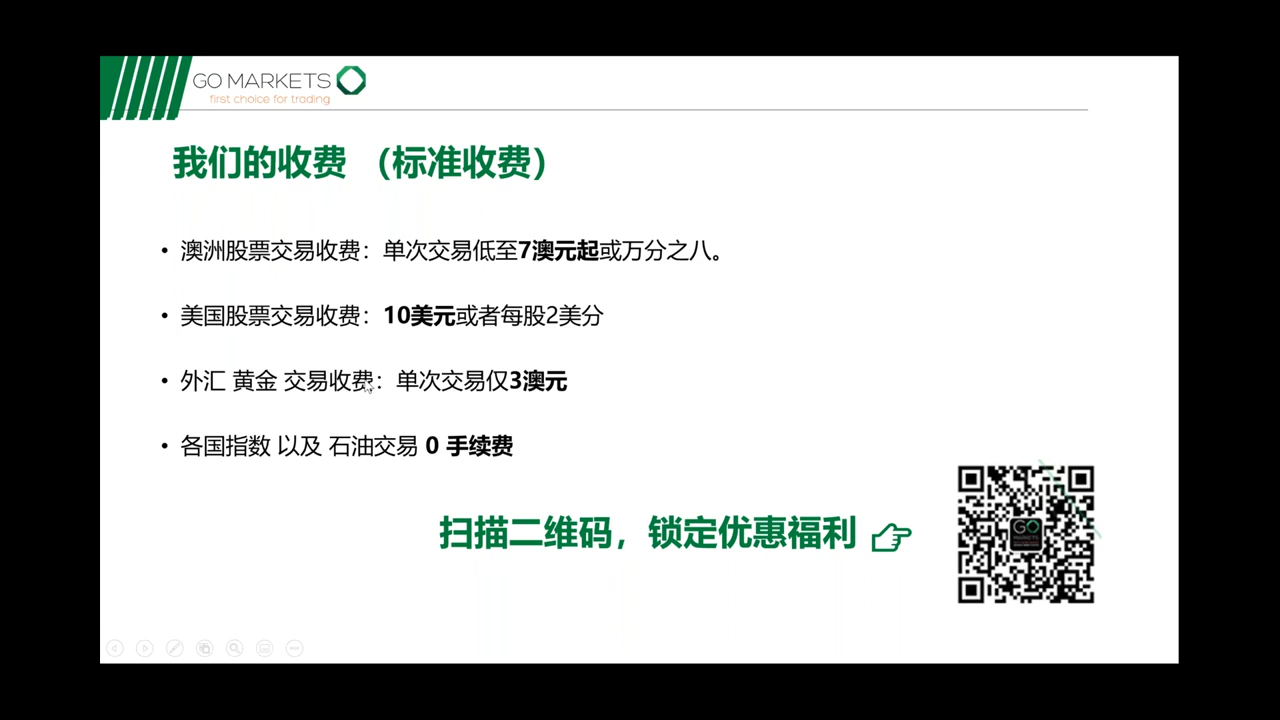 GO MARKETS
first choice for trading
我们的收费 （标准收费）
• 澳洲股票交易收费：单次交易低至7澳元起或万分之八。
• 美国股票交易收费：10美元或者每股2美分
• 外汇 黄金 交易收费：单次交易仅3澳元
• 各国指数 以及 石油交易 0 手续费
扫描二维码，锁定优惠福利
GO
MARKETS